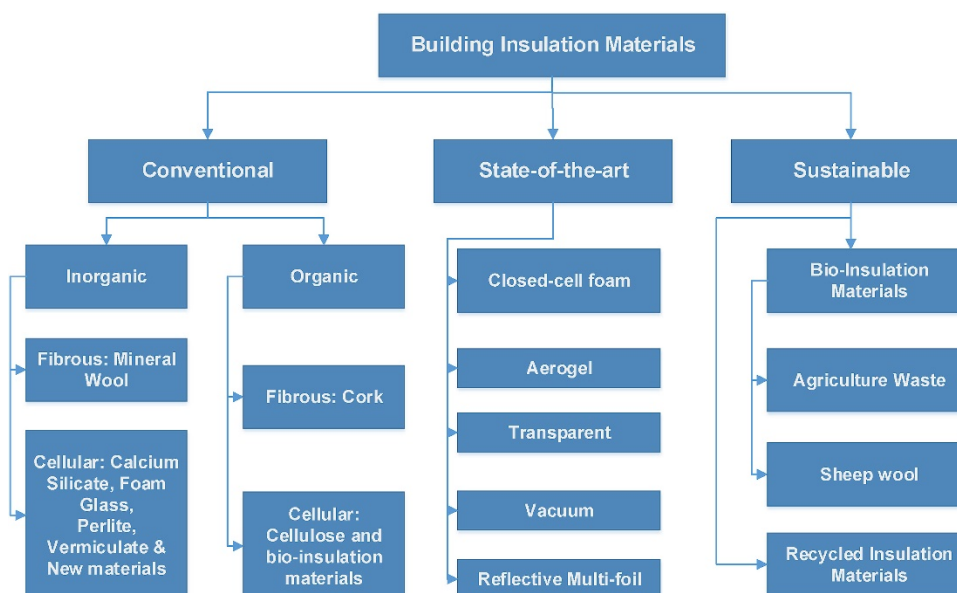 Building Insulation Materials
Conventional
State-of-the-art
Sustainable
Inorganic
Organic
Closed-cell foam
Bio-Insulation
Materials
Fibrous: Mineral
Wool
Fibrous: Cork
Aerogel
Agriculture Waste
Transparent
Cellular: Calcium
Silicate, Foam
Glass,
Perlite,
Vermiculate &
New materials
Cellular:
Cellulose and
bio-insulation
materials
Vacuum
Sheep wool
Reflective Multi-foil
Recycled Insulation
Materials